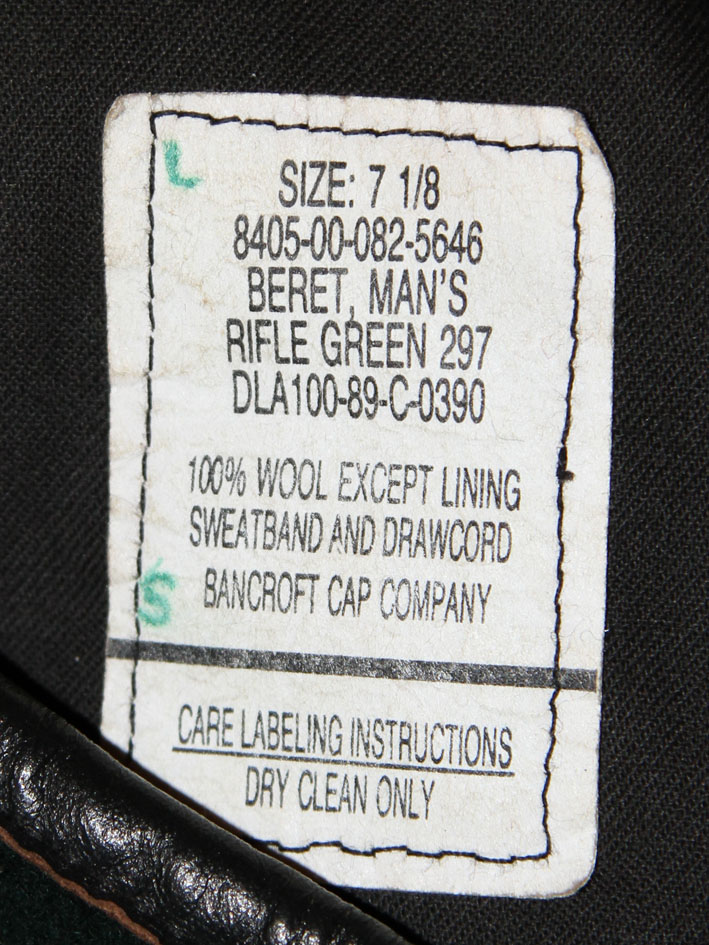 L
SIZE: 7 1/8
8405-00-082-5646
BERET, MAN'S
RIFLE GREEN 297
DLA100-89-C-0390
100% WOOL EXCEPT LINING
SWEATBAND AND DRAWCORD
S
BANCROFT CAP COMPANY
CARE LABELING INSTRUCTIONS
DRY CLEAN ONLY